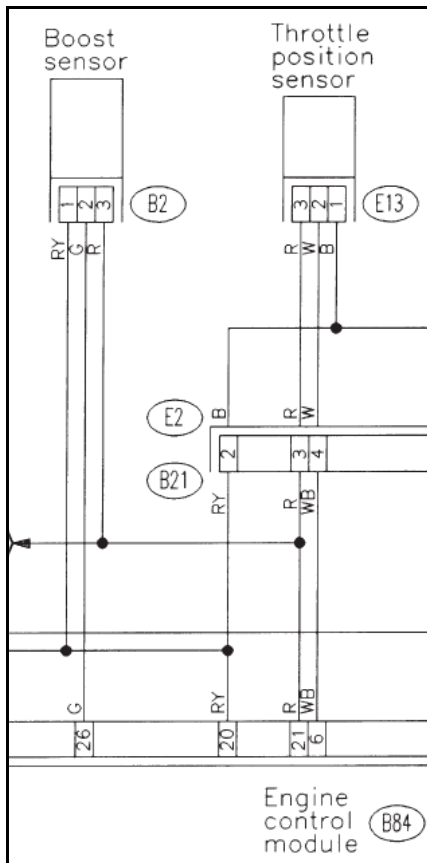 Boost
sensor
Throttle
position
sensor
1 2 3
B2
3 2 1
E13
RY G R
R W B
E2
B R W
2 3 4
B21
RY R WB
G RY R WB
26 20 21 6
Engine
control
module
B84